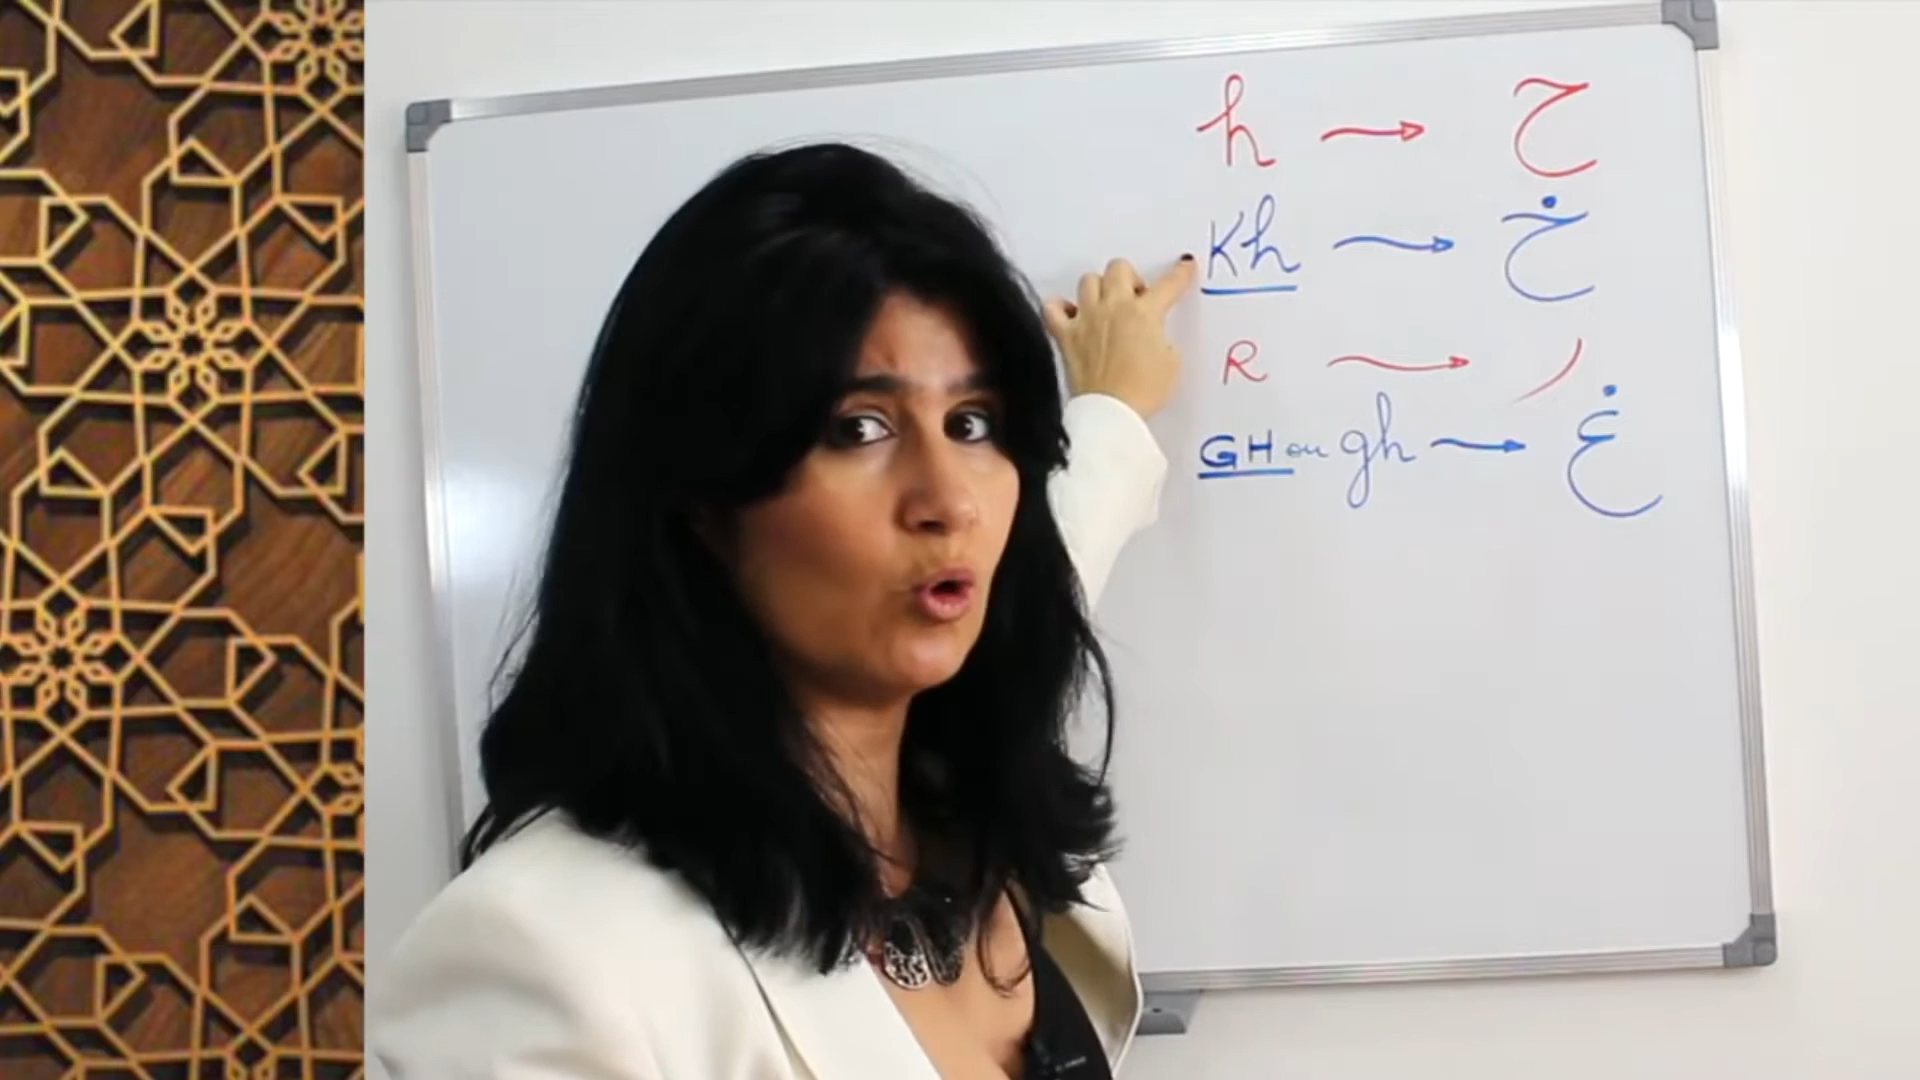 h → ح
Kh → خ
R → ر
GH ou gh → غ